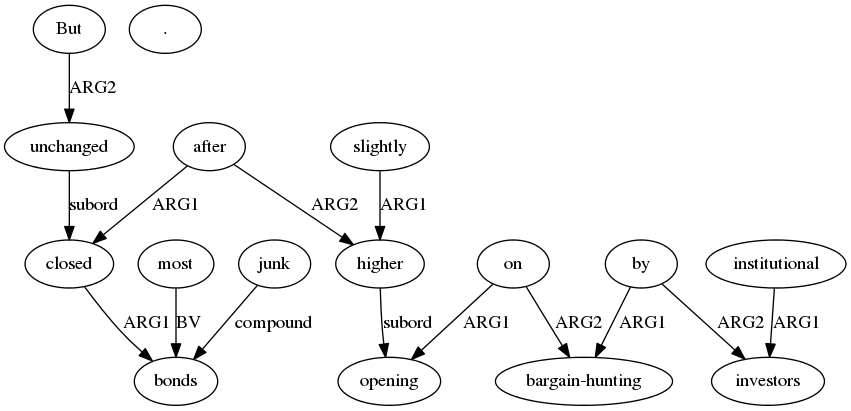 But .
ARG2
unchanged after slightly
subord ARG1 ARG2 ARG1
closed most junk higher on by institutional
ARG1 BV compound subord ARG1 ARG2 ARG1 ARG2 ARG1
bonds opening bargain-hunting investors